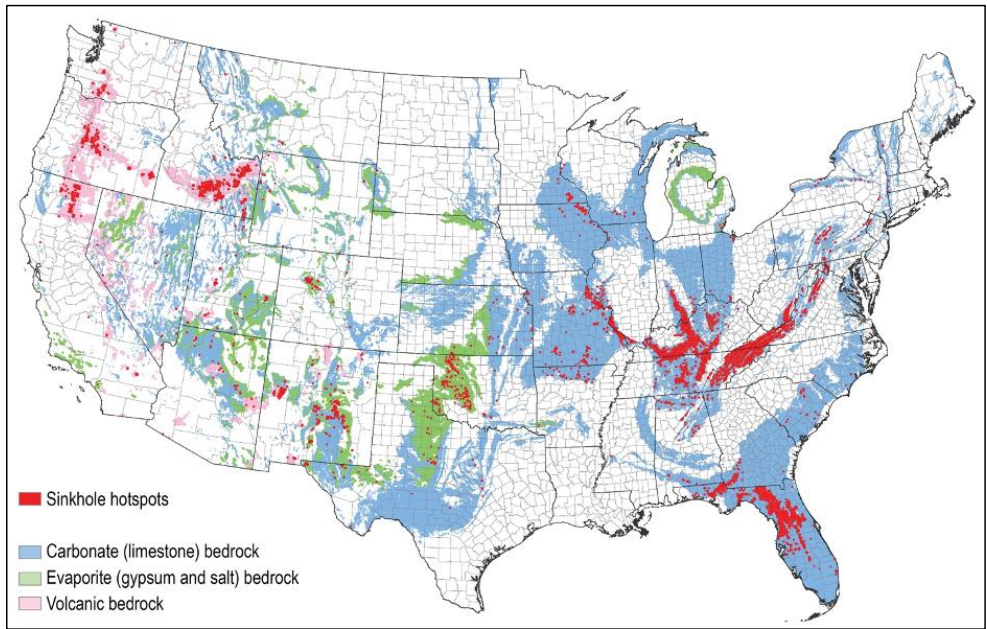 Sinkhole hotspots
Carbonate (limestone) bedrock
Evaporite (gypsum and salt) bedrock
Volcanic bedrock